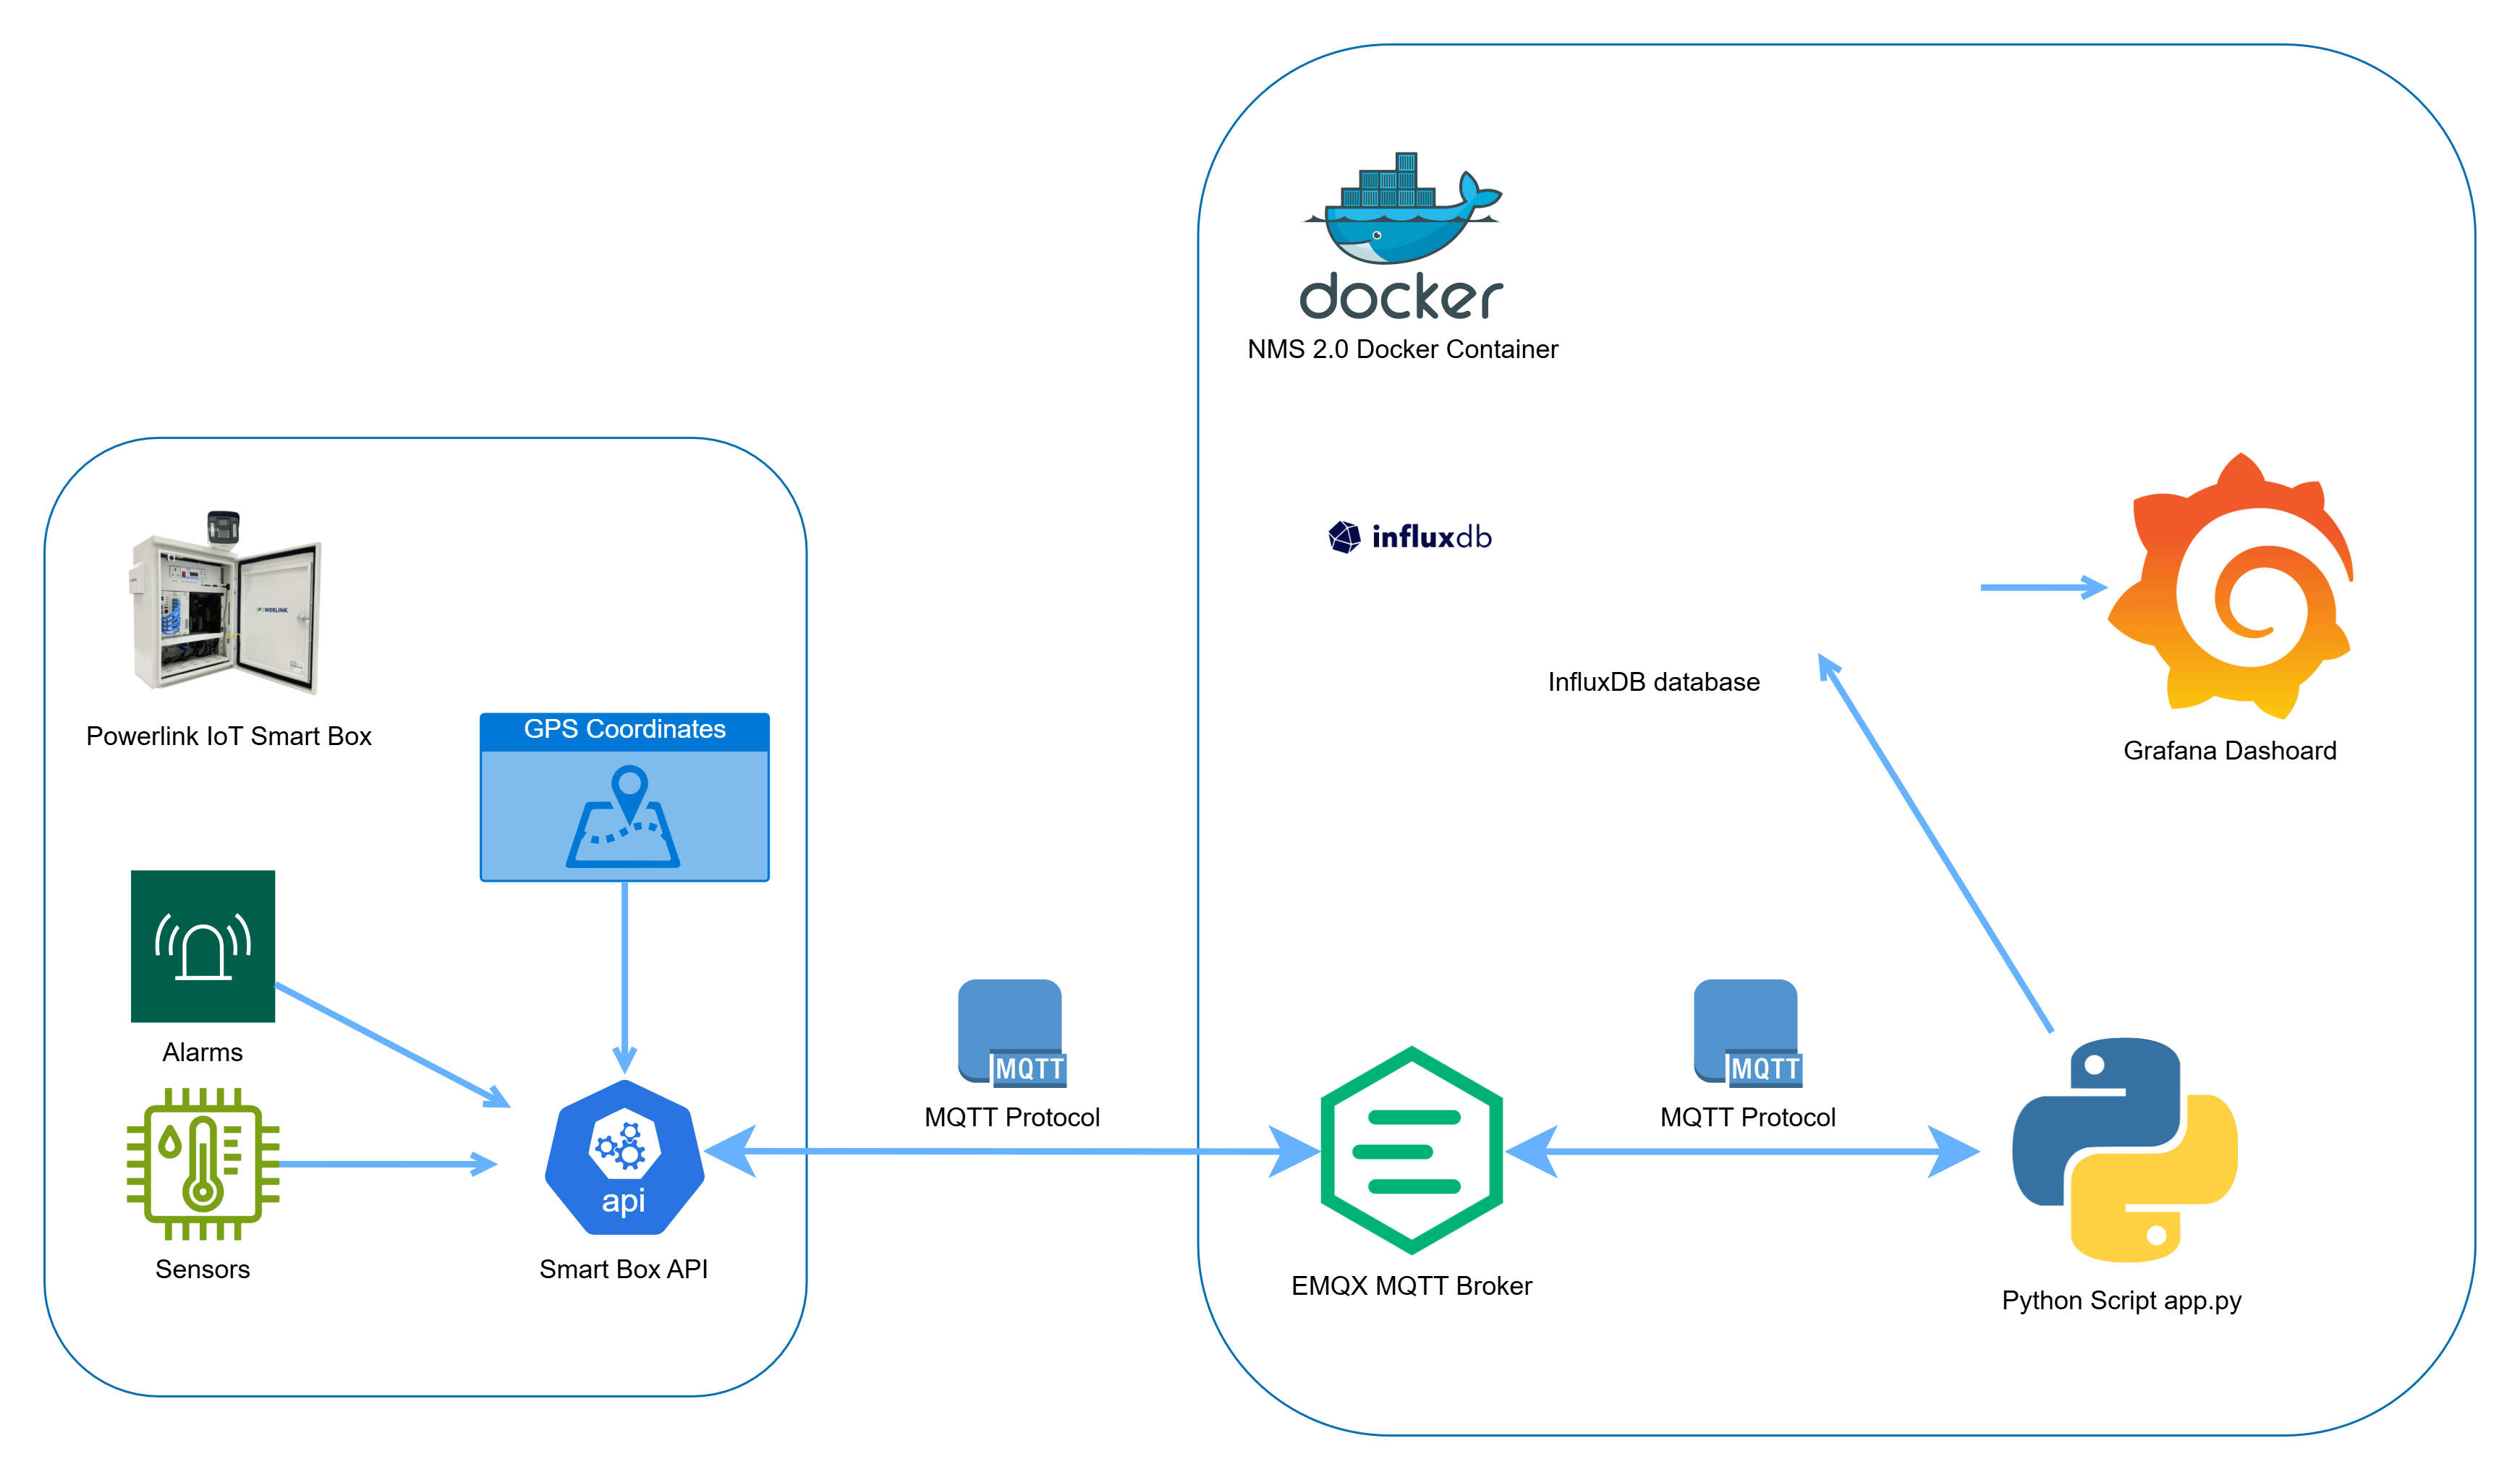 docker
NMS 2.0 Docker Container
influxdb
InfluxDB database
Grafana Dashoard
POWERLINK
Powerlink IoT Smart Box
GPS Coordinates
Alarms
Sensors
api
Smart Box API
MQTT
MQTT Protocol
EMQX MQTT Broker
MQTT
MQTT Protocol
Python Script app.py